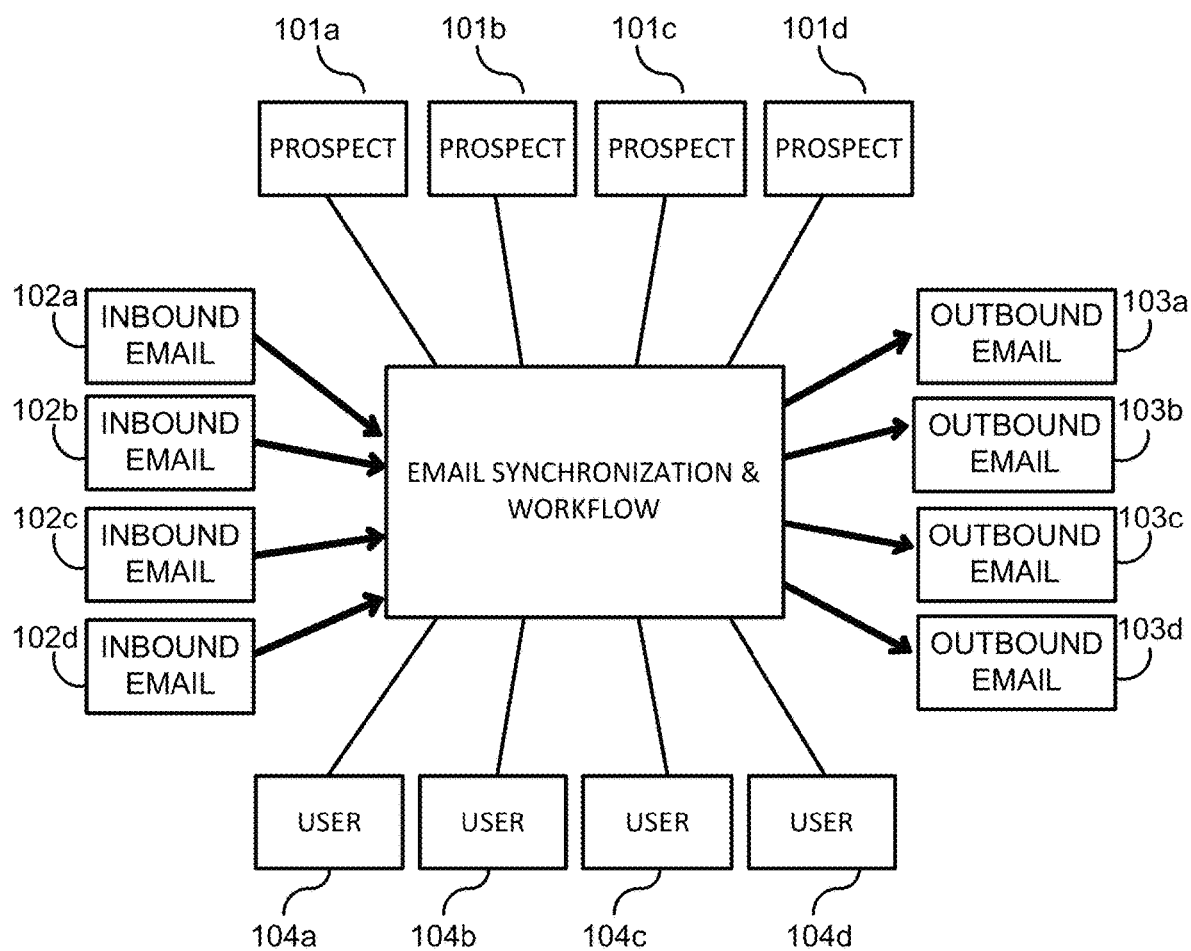 101a
101b
101c
101d
PROSPECT
PROSPECT
PROSPECT
PROSPECT
102a
INBOUND
EMAIL
102b
INBOUND
EMAIL
102c
INBOUND
EMAIL
102d
INBOUND
EMAIL
EMAIL SYNCHRONIZATION &
WORKFLOW
OUTBOUND
EMAIL
103a
OUTBOUND
EMAIL
103b
OUTBOUND
EMAIL
103c
OUTBOUND
EMAIL
103d
USER
USER
USER
USER
104a
104b
104c
104d